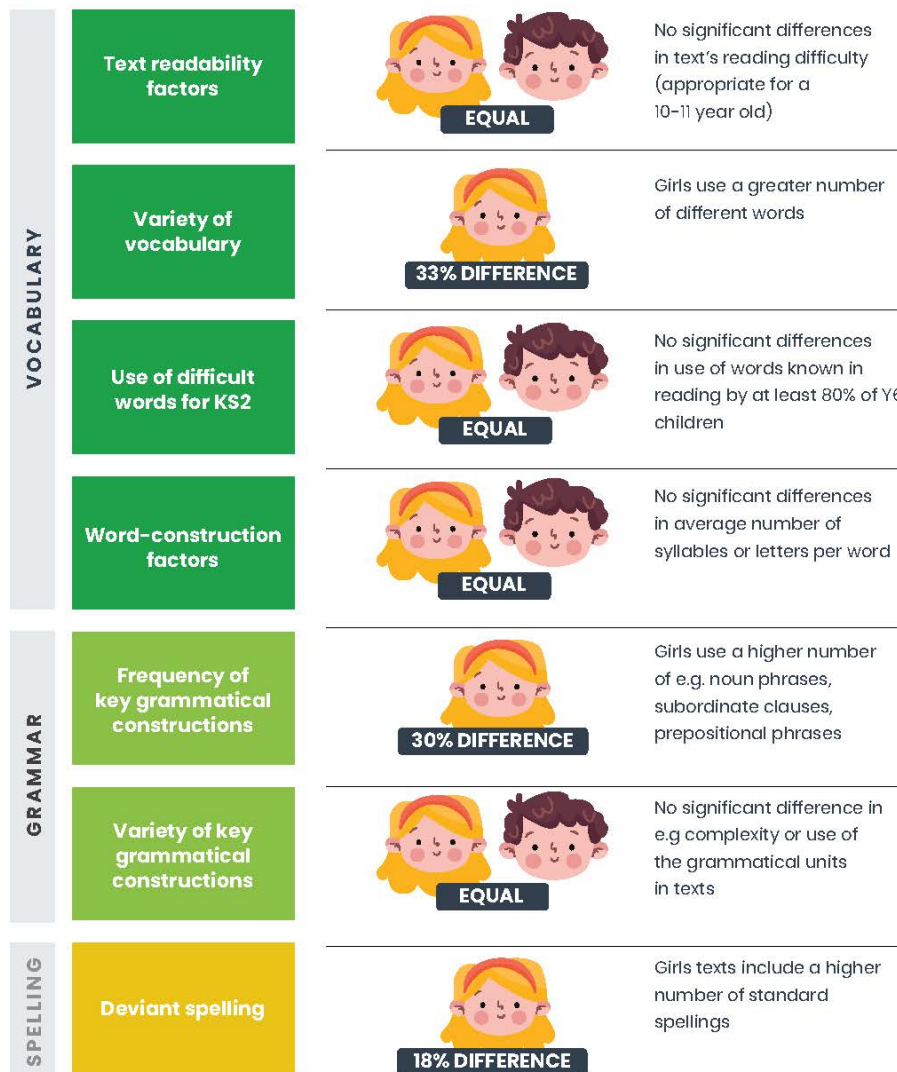 VOCABULARY
Text readability
factors
EQUAL
No significant differences
in text's reading difficulty
(appropriate for a
10-11 year old)
Variety of
vocabulary
33% DIFFERENCE
Girls use a greater number
of different words
Use of difficult
words for KS2
EQUAL
No significant differences
in use of words known in
reading by at least 80% of Y6
children
Word-construction
factors
EQUAL
No significant differences
in average number of
syllables or letters per word
GRAMMAR
Frequency of
key grammatical
constructions
30% DIFFERENCE
Girls use a higher number
of e.g. noun phrases,
subordinate clauses,
prepositional phrases
Variety of key
grammatical
constructions
EQUAL
No significant difference in
e.g complexity or use of
the grammatical units
in texts
SPELLING
Deviant spelling
18% DIFFERENCE
Girls texts include a higher
number of standard
spellings